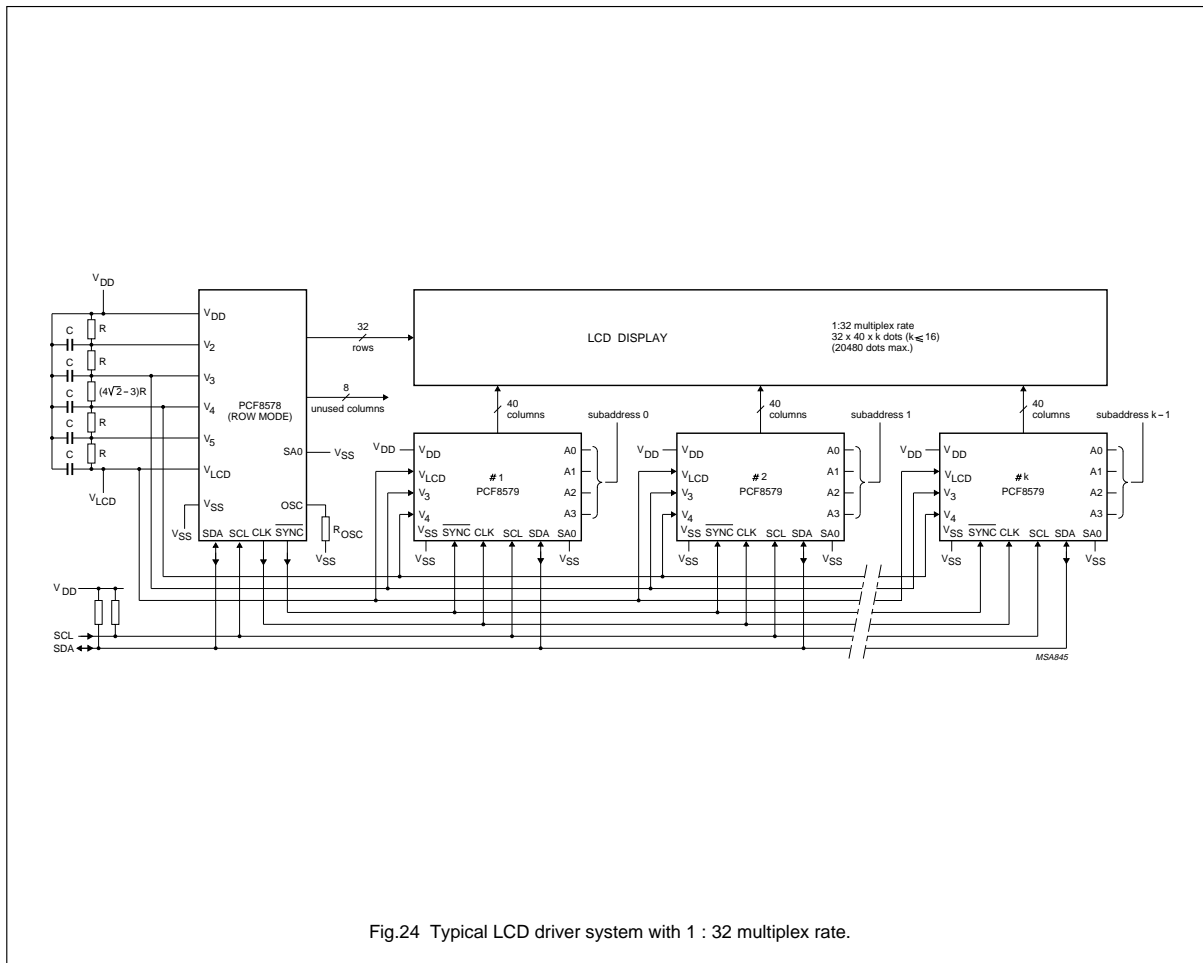 VDD
C
R
C
R
C
(4√2−3)R
C
R
C
R
VLCD
VDD
V2
V3
V4
V5
VLCD
VSS
VSS
PCF8578
(ROW MODE)
SA0
VSS
OSC
ROSC
VSS
SDA SCL CLK SYNC
32
rows
8
unused columns
LCD DISPLAY
1:32 multiplex rate
32 x 40 x k dots (k ⩽ 16)
(20480 dots max.)
40
columns
subaddress 0
VDD
VDD
VLCD
V3
V4
VSS SYNC CLK SCL SDA SA0
#1
PCF8579
A0
A1
A2
A3
VSS
VSS
40
columns
subaddress 1
VDD
VDD
VLCD
V3
V4
VSS SYNC CLK SCL SDA SA0
#2
PCF8579
A0
A1
A2
A3
VSS
VSS
40
columns
subaddress k−1
VDD
VDD
VLCD
V3
V4
VSS SYNC CLK SCL SDA SA0
#k
PCF8579
A0
A1
A2
A3
VSS
VSS
VDD
SCL
SDA
MSA845
Fig.24 Typical LCD driver system with 1 : 32 multiplex rate.